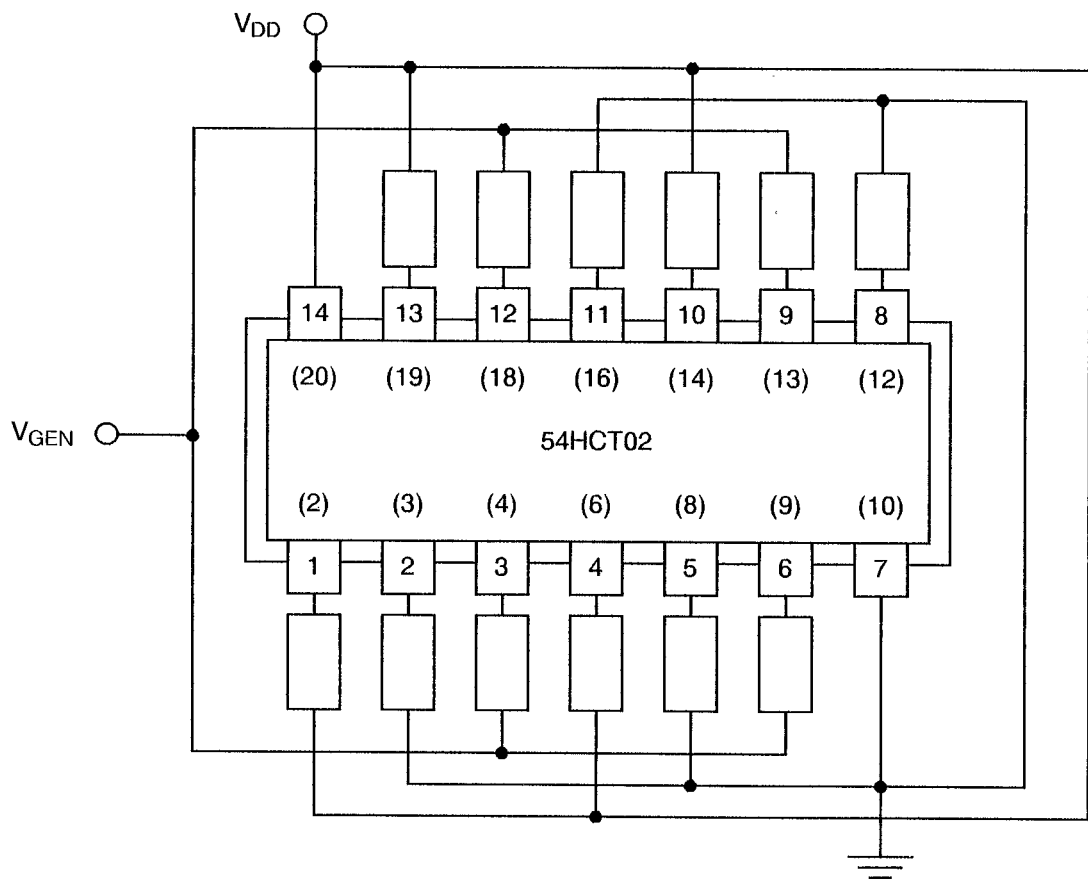 V_DD
14 13 12 11 10 9 8
(20) (19) (18) (16) (14) (13) (12)
V_GEN 54HCT02
(2) (3) (4) (6) (8) (9) (10)
1 2 3 4 5 6 7